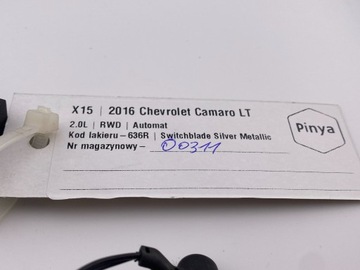 X15 | 2016 Chevrolet Camaro LT
2.0L | RWD | Automat
Kod lakieru – 636R | Switchblade Silver Metallic
Nr magazynowy – 00311
Pinya